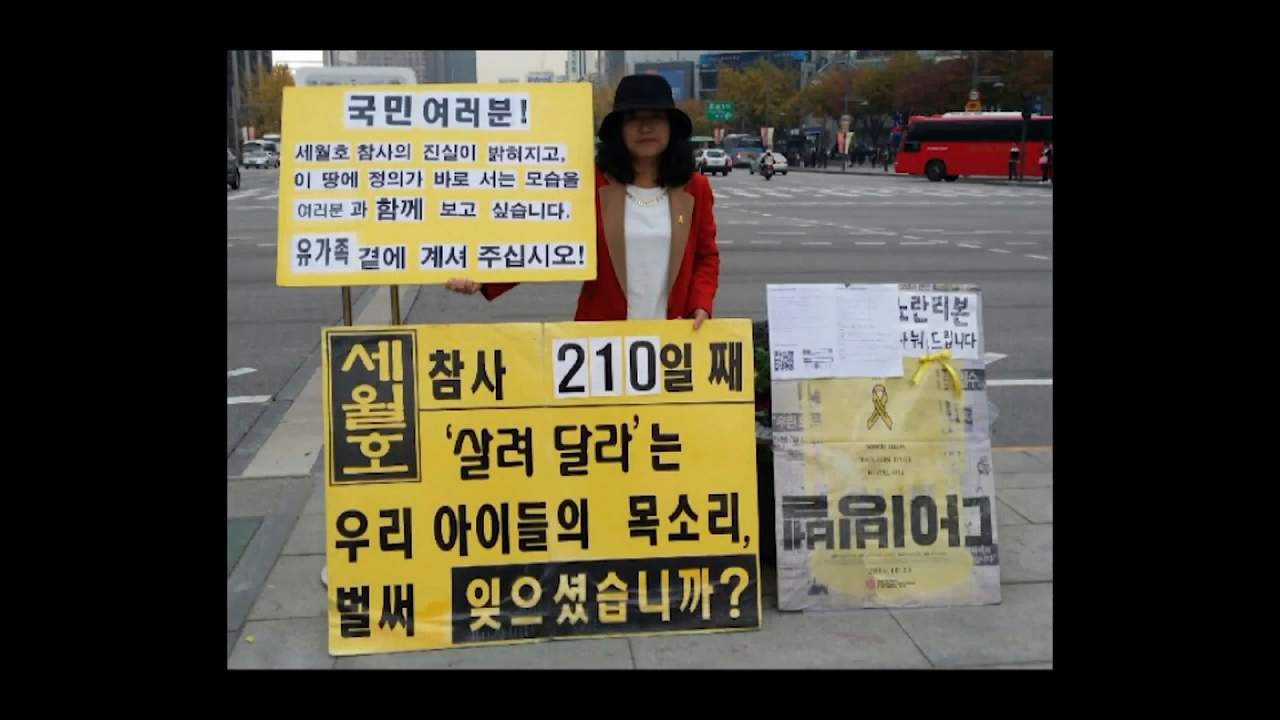 국민 여러분!
세월호 참사의 진실이 밝혀지고,
이 땅에 정의가 바로 서는 모습을
여러분 과 함께 보고 싶습니다.
유가족 곁에 계셔 주십시오!
세월호 참사 210일 째
'살려 달라'는
우리 아이들의 목소리,
벌써 잊으셨습니까?
노란리본
나눠 드립니다